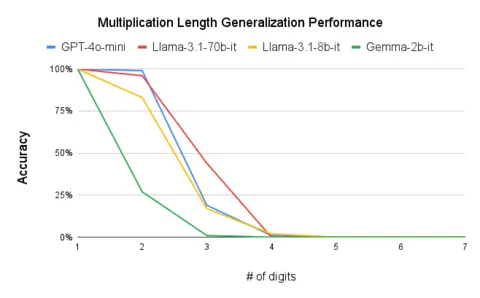 Multiplication Length Generalization Performance
GPT-4o-mini Llama-3.1-70b-it Llama-3.1-8b-it Gemma-2b-it
100%
75%
50%
25%
0%
Accuracy
1 2 3 4 5 6 7
# of digits